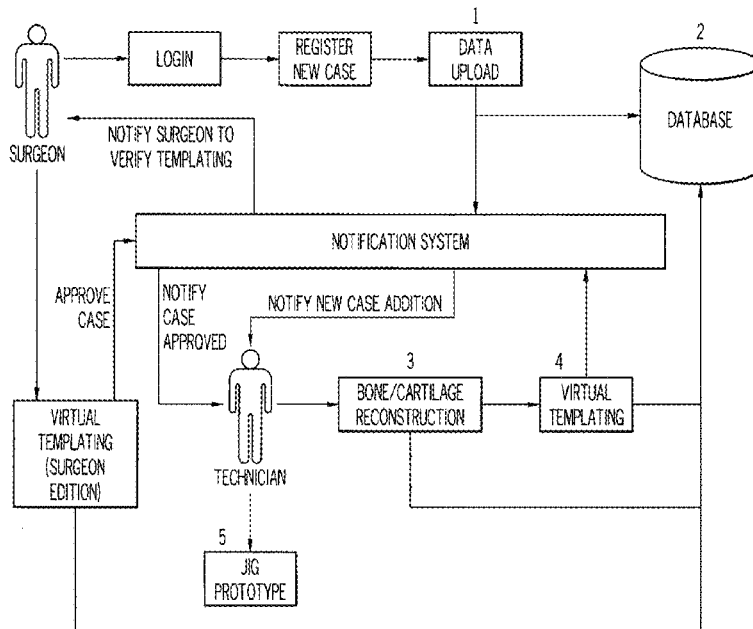 1
2
LOGIN
REGISTER
NEW CASE
DATA
UPLOAD
DATABASE
SURGEON
NOTIFY SURGEON TO
VERIFY TEMPLATING
NOTIFICATION SYSTEM
APPROVE
CASE
NOTIFY
CASE
APPROVED
NOTIFY NEW CASE ADDITION
3
4
BONE/CARTILAGE
RECONSTRUCTION
VIRTUAL
TEMPLATING
VIRTUAL
TEMPLATING
(SURGEON
EDITION)
TECHNICIAN
5
JIG
PROTOTYPE